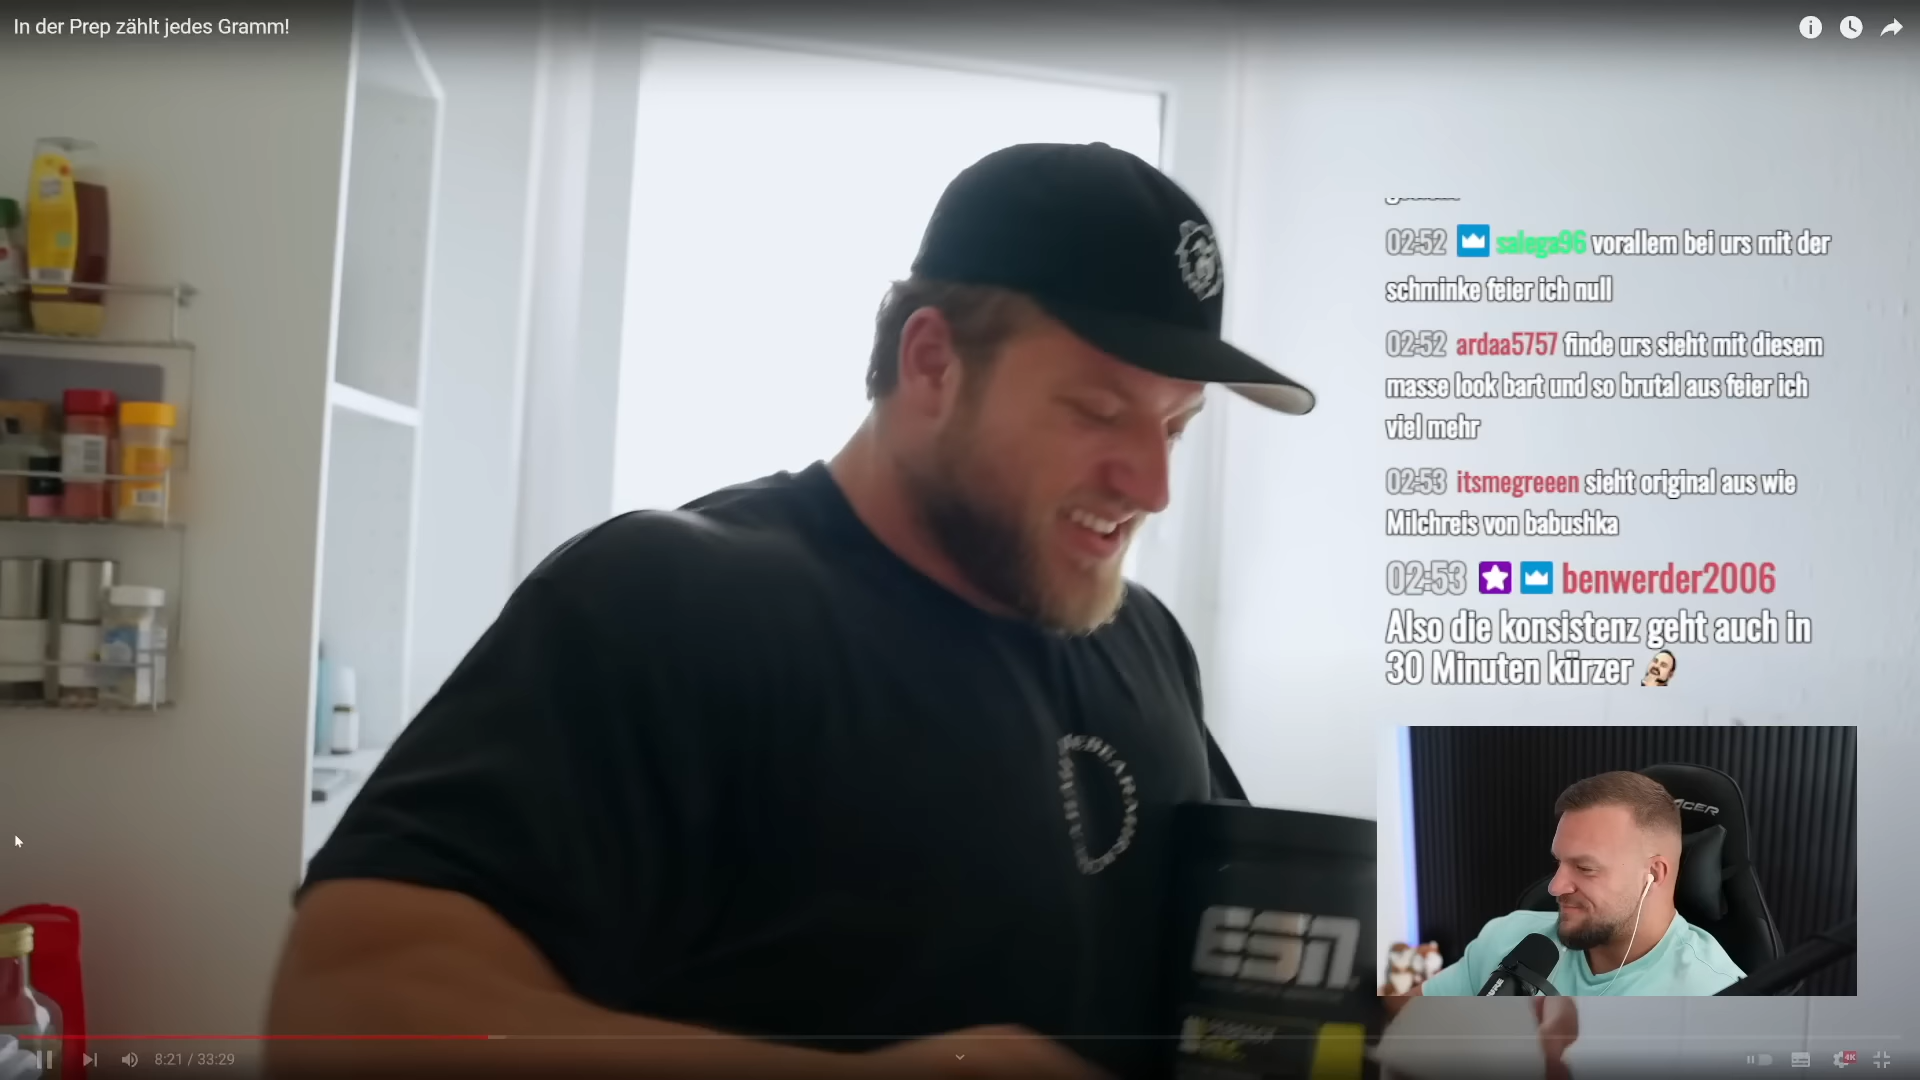 In der Prep zählt jedes Gramm!
02:52 salega96 vorallem bei urs mit der
schminke feier ich null
02:52 ardaa5757 finde urs sieht mit diesem
masse look bart und so brutal aus feier ich
viel mehr
02:53 itsmegreeen sieht original aus wie
Milchreis von babushka
02:53 benwerder2006
Also die konsistenz geht auch in
30 Minuten kürzer
ACER
ESN
8:21 / 33:29
4K